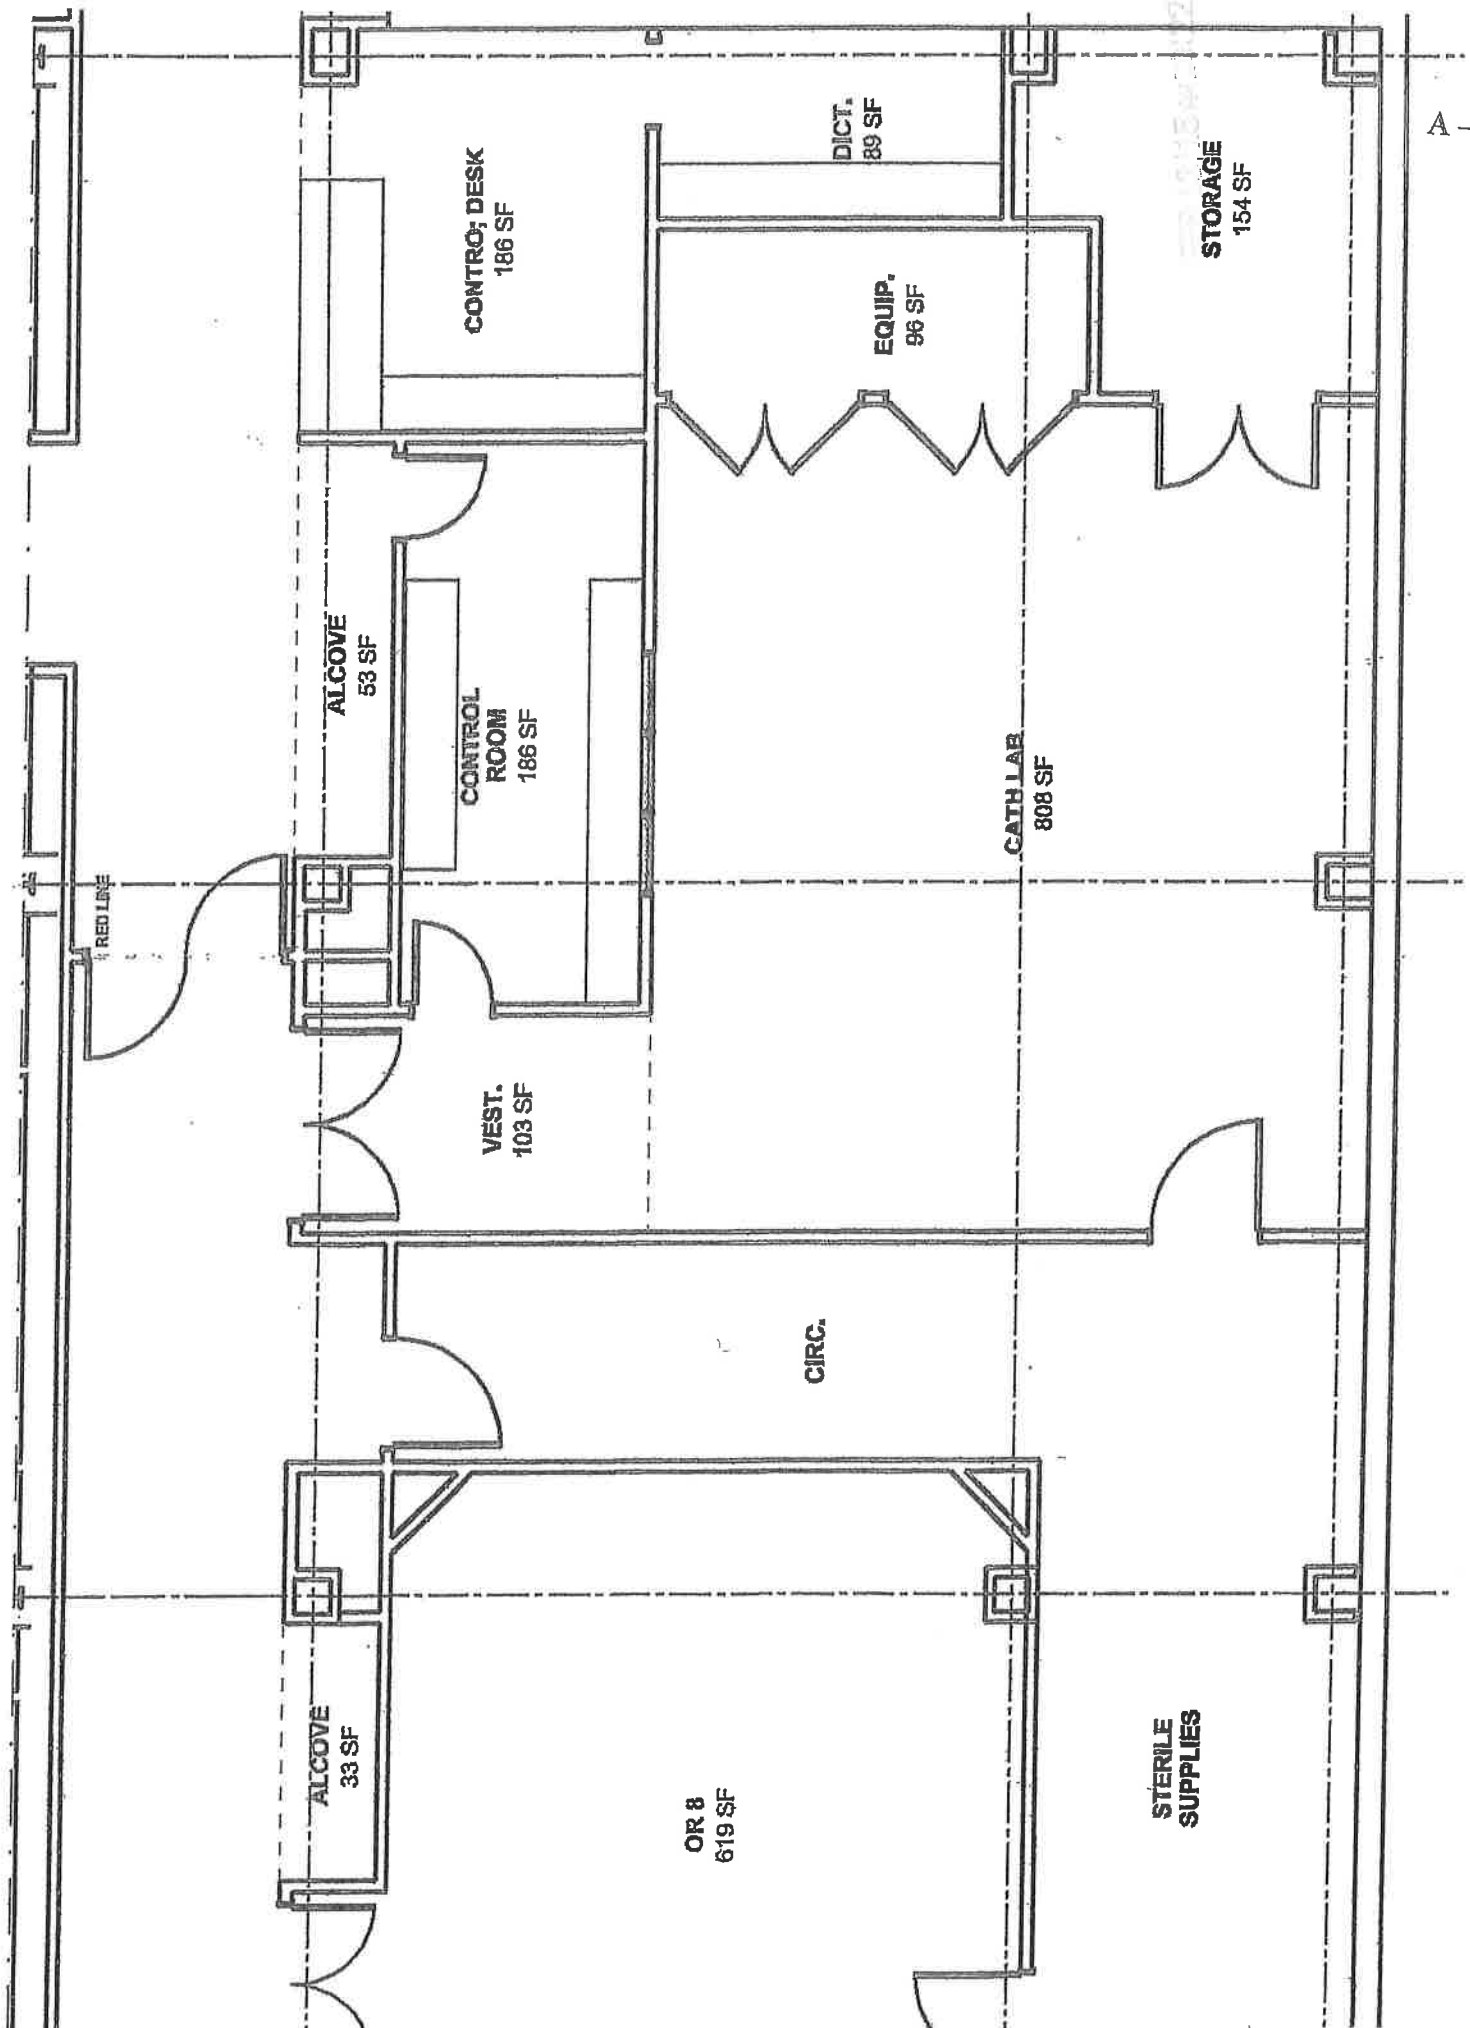 A-
DICT.
89 SF
STORAGE
154 SF
CONTRO; DESK
186 SF
EQUIP.
96 SF
ALCOVE
53 SF
CONTROL
ROOM
186 SF
CATH LAB
808 SF
RED LINE
VEST.
103 SF
CIRC.
ALCOVE
33 SF
OR 8
619 SF
STERILE
SUPPLIES